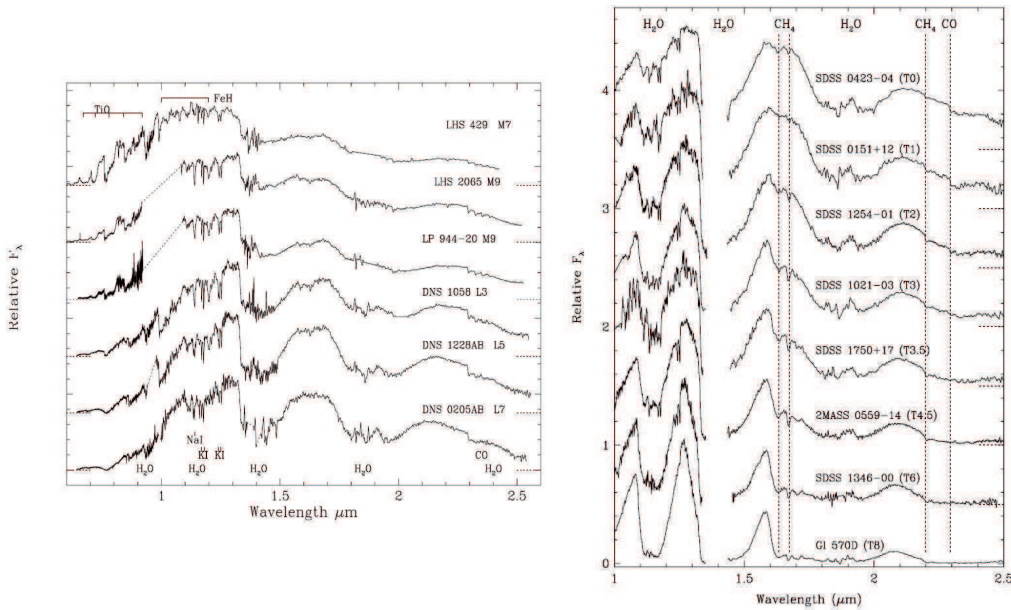 TiO
FeH
LHS 429 M7
LHS 2065 M9
LP 944-20 M9
DNS 1058 L3
DNS 1228AB L5
DNS 0205AB L7
NaI
KI KI
CO
H₂O H₂O H₂O H₂O H₂O
1 1.5 2 2.5
Wavelength μm
Relative F_λ
H₂O H₂O CH₄ H₂O CH₄ CO
SDSS 0423-04 (T0)
SDSS 0151+12 (T1)
SDSS 1254-01 (T2)
SDSS 1021-03 (T3)
SDSS 1750+17 (T3.5)
2MASS 0559-14 (T4.5)
SDSS 1346-00 (T6)
Gl 570D (T8)
4
3
2
1
0
1 1.5 2 2.5
Wavelength (μm)
Relative F_λ